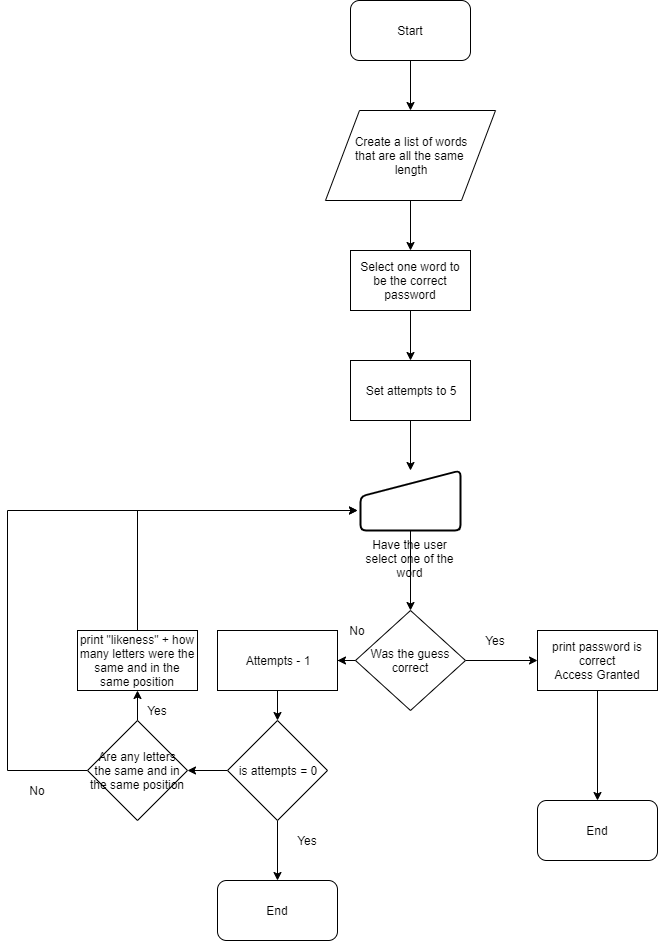 Start
Create a list of words
that are all the same
length
Select one word to
be the correct
password
Set attempts to 5
Have the user
select one of the
word
No
Was the guess
correct
Yes
print "likeness" + how
many letters were the
same and in the
same position
Attempts - 1
print password is
correct
Access Granted
Yes
Are any letters
the same and in
the same position
is attempts = 0
No
Yes
End
End